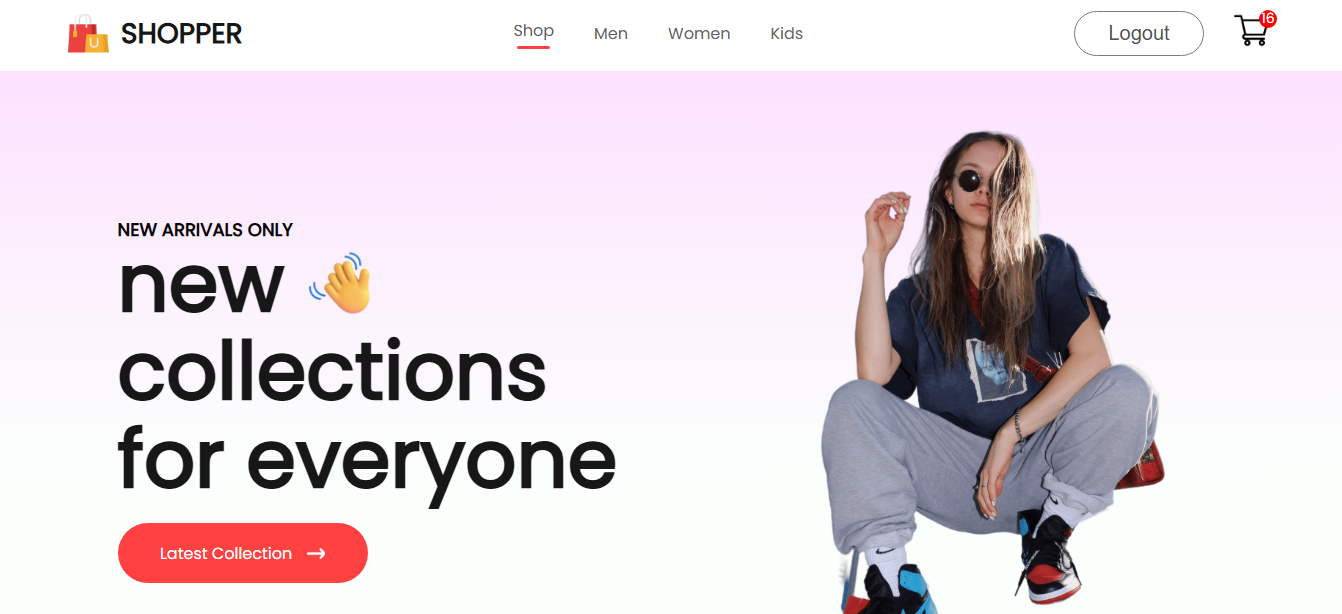 U
SHOPPER
Shop
Men
Women
Kids
Logout
16
NEW ARRIVALS ONLY
new 👋
collections
for everyone
Latest Collection →